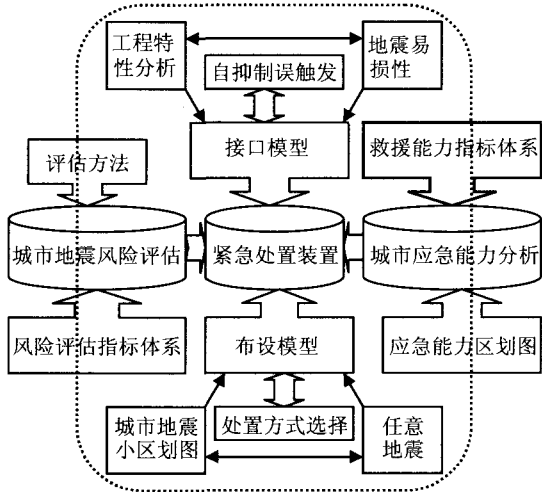 工程特
性分析
地震易
损性
自抑制误触发
接口模型
救援能力指标体系
评估方法
城市地震风险评估
紧急处置装置
城市应急能力分析
风险评估指标体系
布设模型
应急能力区划图
城市地震
小区划图
处置方式选择
任意
地震